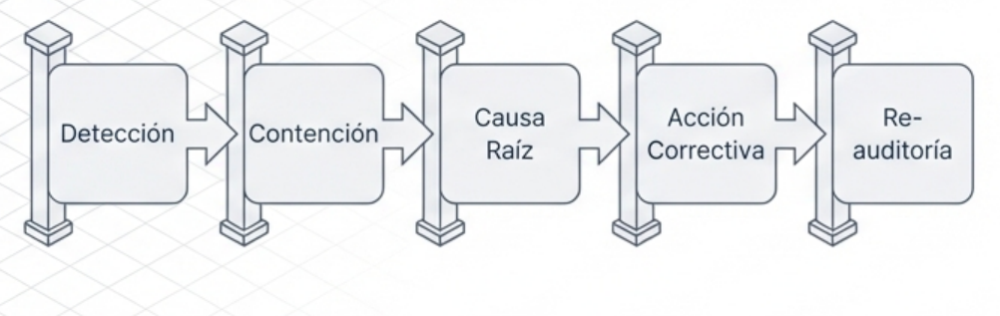 Detección
Contención
Causa
Raíz
Acción
Correctiva
Re-
auditoría